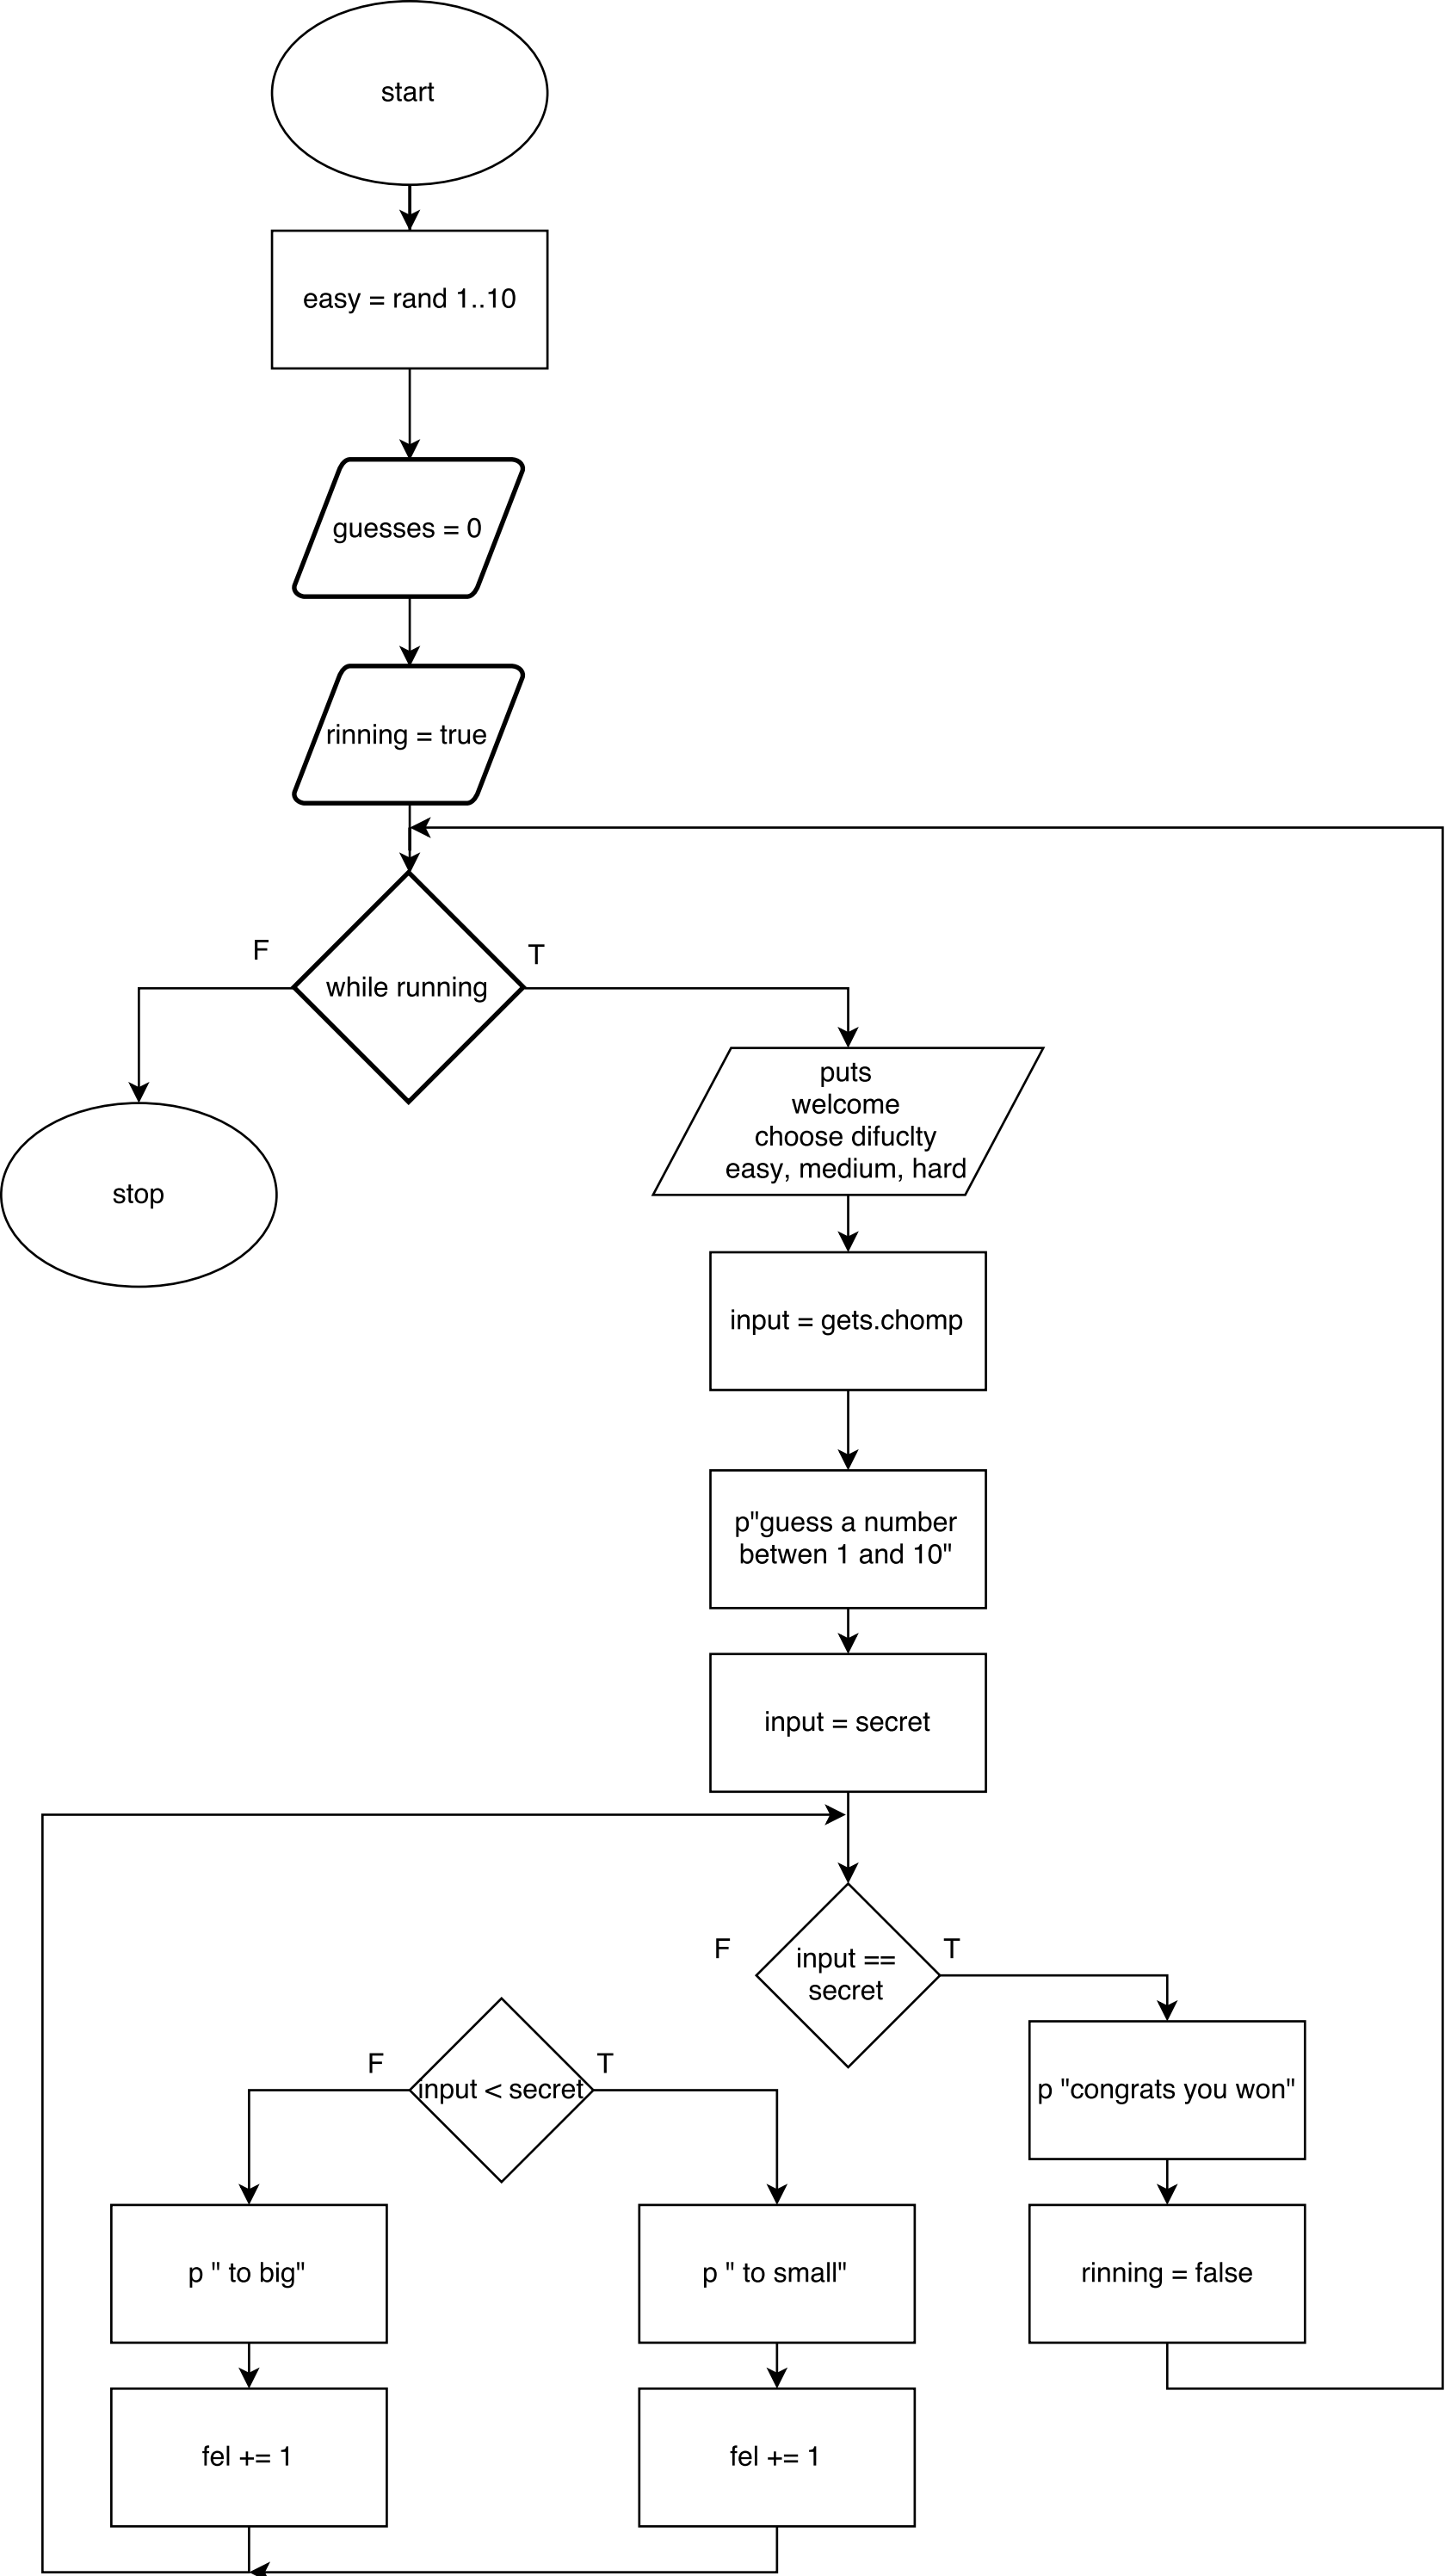 start
easy = rand 1..10
guesses = 0
rinning = true
while running
F
T
stop
puts
welcome
choose difuclty
easy, medium, hard
input = gets.chomp
p"guess a number
betwen 1 and 10"
input = secret
input ==
secret
F
T
input < secret
F
T
p "congrats you won"
p " to big"
p " to small"
rinning = false
fel += 1
fel += 1